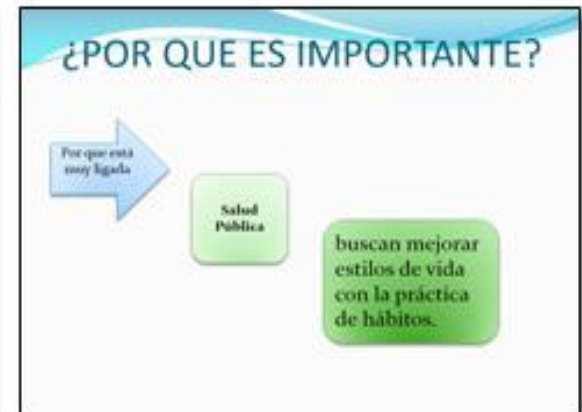 ¿POR QUE ES IMPORTANTE?
Por que está
muy ligada
Salud
Pública
buscan mejorar
estilos de vida
con la práctica
de hábitos.